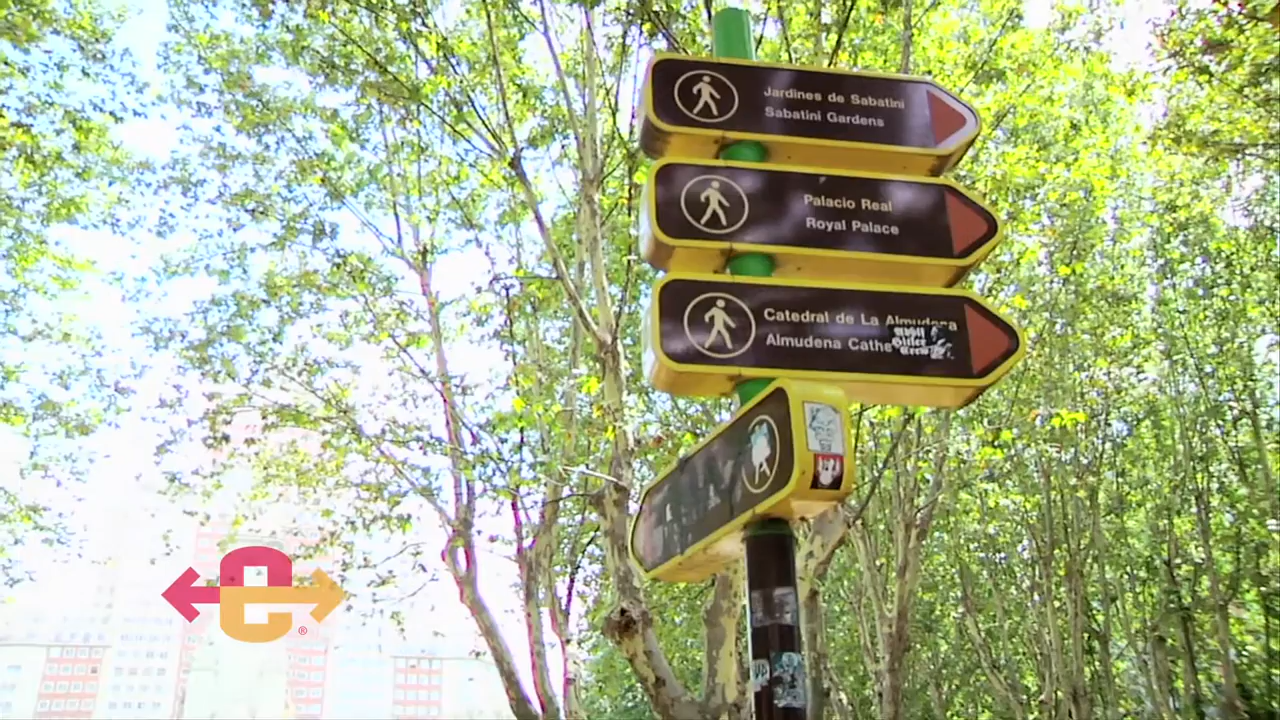 Jardines de Sabatini
Sabatini Gardens
Palacio Real
Royal Palace
Catedral de La Almudena
Almudena Cathe
e
®